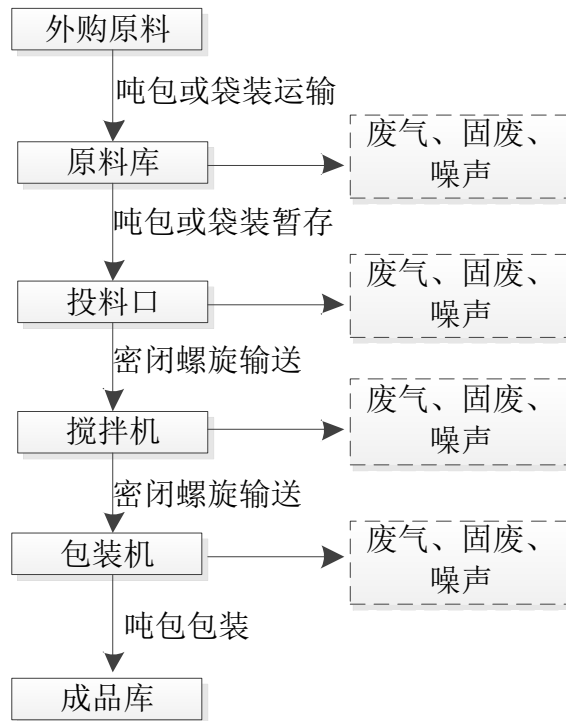 外购原料
吨包或袋装运输
原料库
废气、固废、
噪声
吨包或袋装暂存
投料口
废气、固废、
噪声
密闭螺旋输送
搅拌机
废气、固废、
噪声
密闭螺旋输送
包装机
废气、固废、
噪声
吨包包装
成品库